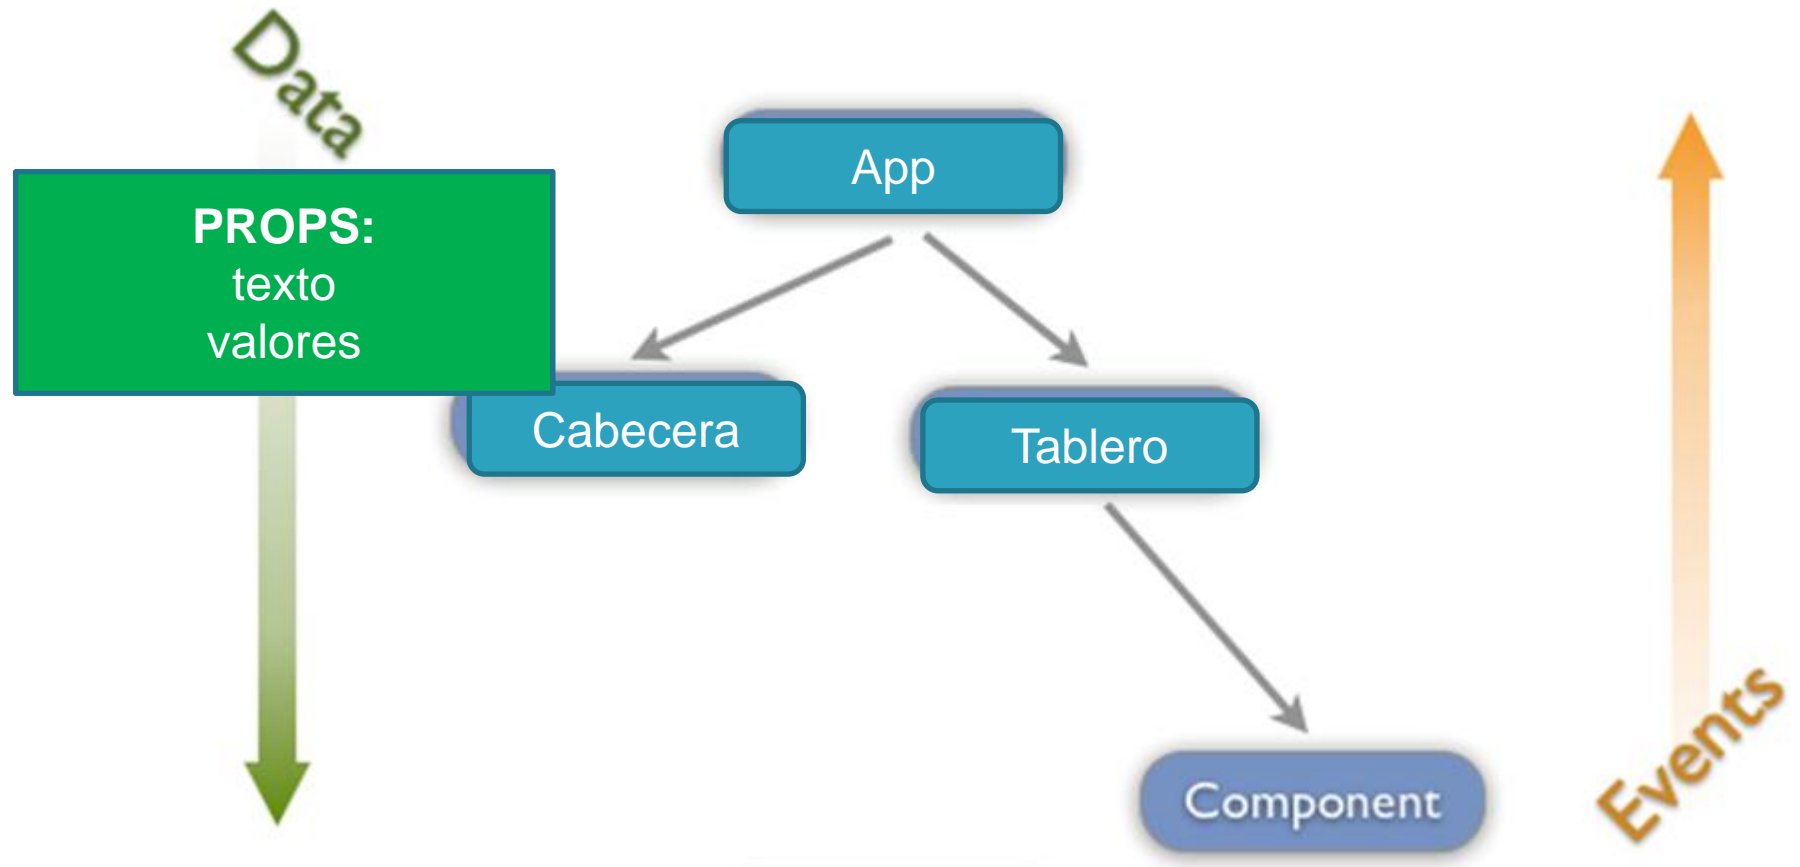 Data
App
PROPS:
texto
valores
Cabecera
Tablero
Component
Events